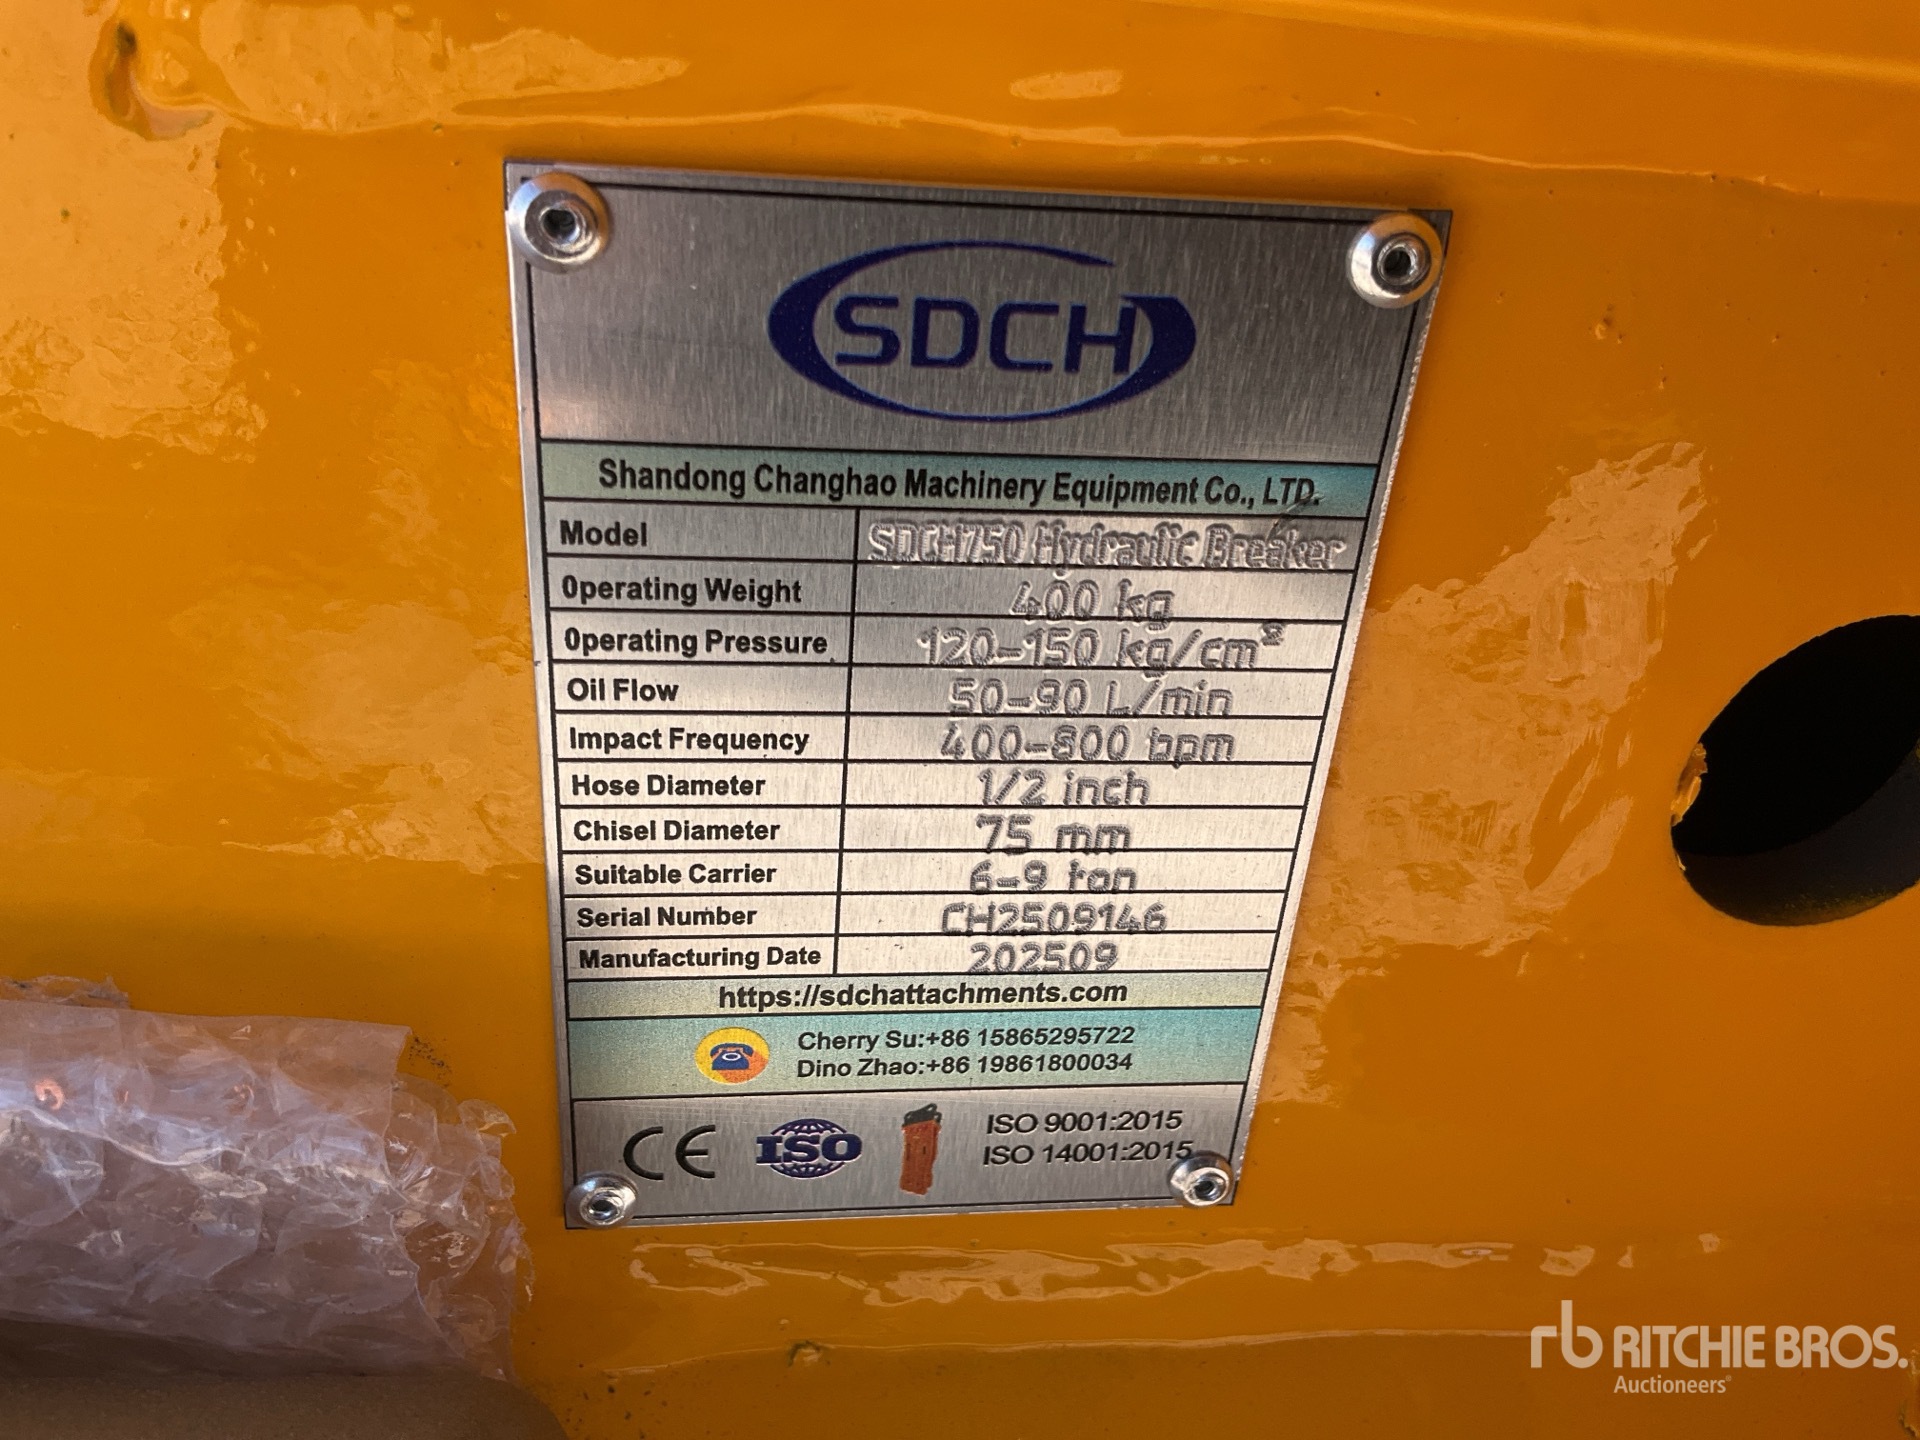 SDCH
Shandong Changhao Machinery Equipment Co., LTD.
Model SDCH750 Hydraulic Breaker
Operating Weight 400 kg
Operating Pressure 120-150 kg/cm²
Oil Flow 50-90 L/min
Impact Frequency 400-800 bpm
Hose Diameter 1/2 inch
Chisel Diameter 75 mm
Suitable Carrier 6-9 ton
Serial Number CH2509146
Manufacturing Date 202509
https://sdchattachments.com
Cherry Su:+86 15865295722
Dino Zhao:+86 19861800034
CE ISO ISO 9001:2015
ISO 14001:2015
rb RITCHIE BROS.
Auctioneers®